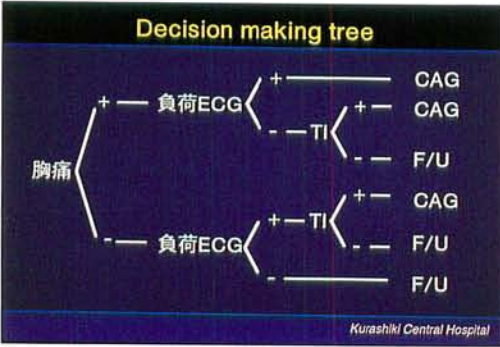 Decision making tree
+ CAG
+ 負荷ECG + CAG
- TI
- F/U
胸痛
+ CAG
+ TI
- 負荷ECG - F/U
- F/U
Kurashiki Central Hospital